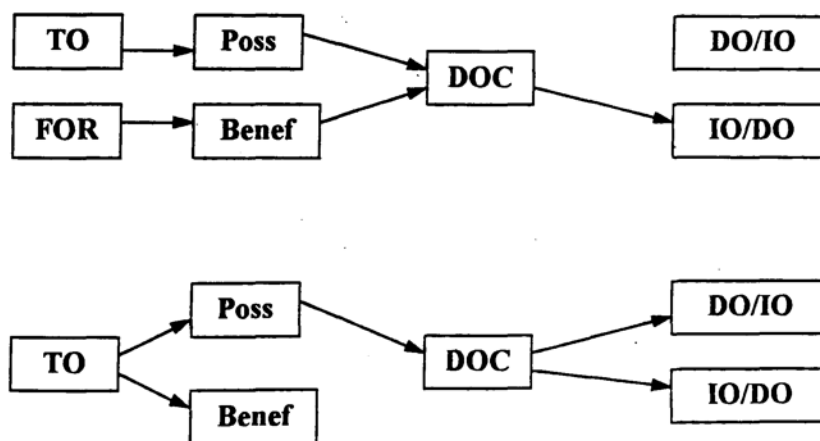 TO Poss DO/IO
DOC
FOR Benef IO/DO
Poss DO/IO
TO DOC
Benef IO/DO